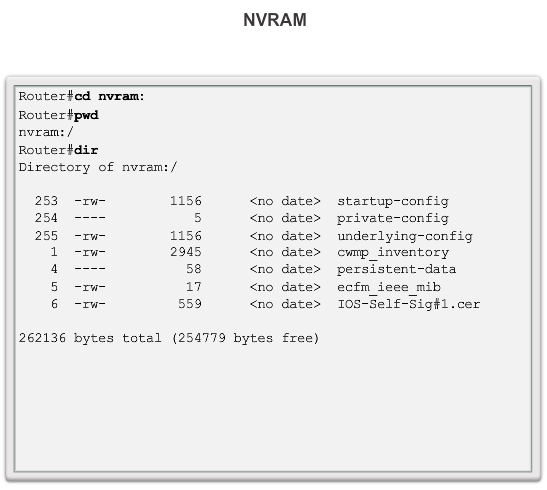 NVRAM
Router#cd nvram:
Router#pwd
nvram:/
Router#dir
Directory of nvram:/
253 -rw- 1156 <no date> startup-config
254 ---- 5 <no date> private-config
255 -rw- 1156 <no date> underlying-config
1 -rw- 2945 <no date> cwmp_inventory
4 ---- 58 <no date> persistent-data
5 -rw- 17 <no date> ecfm_ieee_mib
6 -rw- 559 <no date> IOS-Self-Sig#1.cer
262136 bytes total (254779 bytes free)